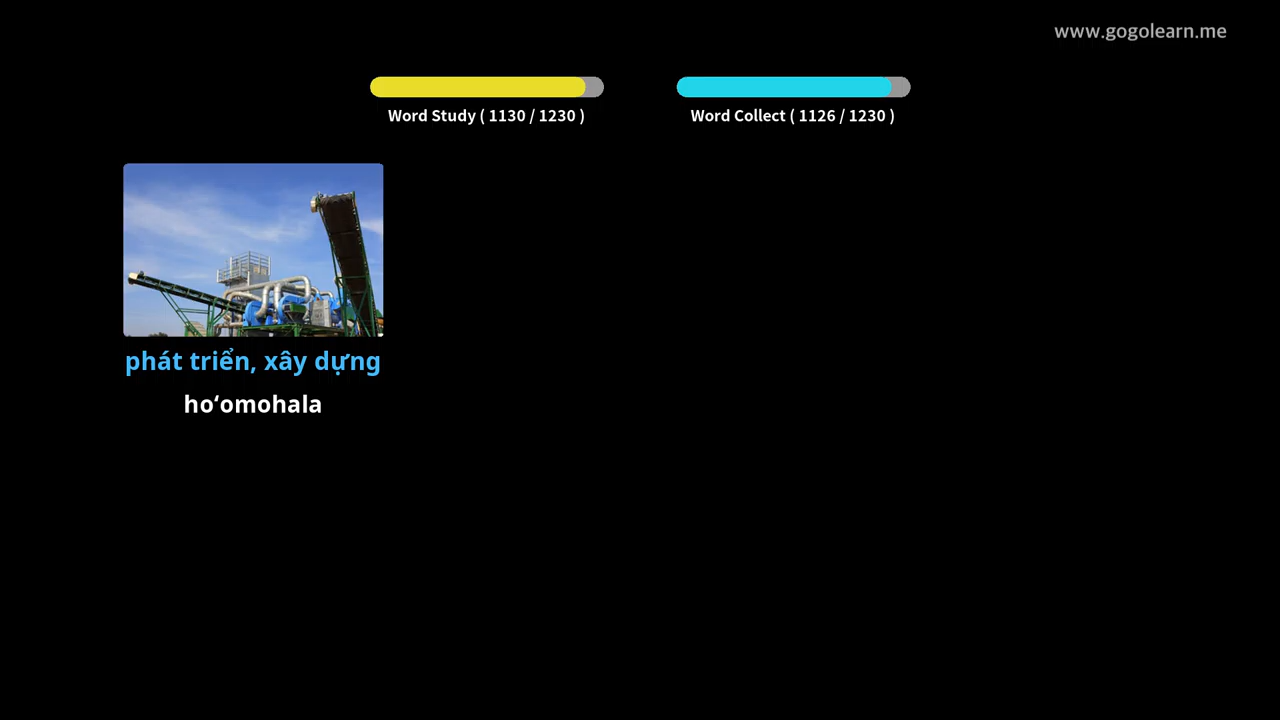 www.gogolearn.me
Word Study ( 1130 / 1230 )
Word Collect ( 1126 / 1230 )
phát triển, xây dựng
hoʻomohala